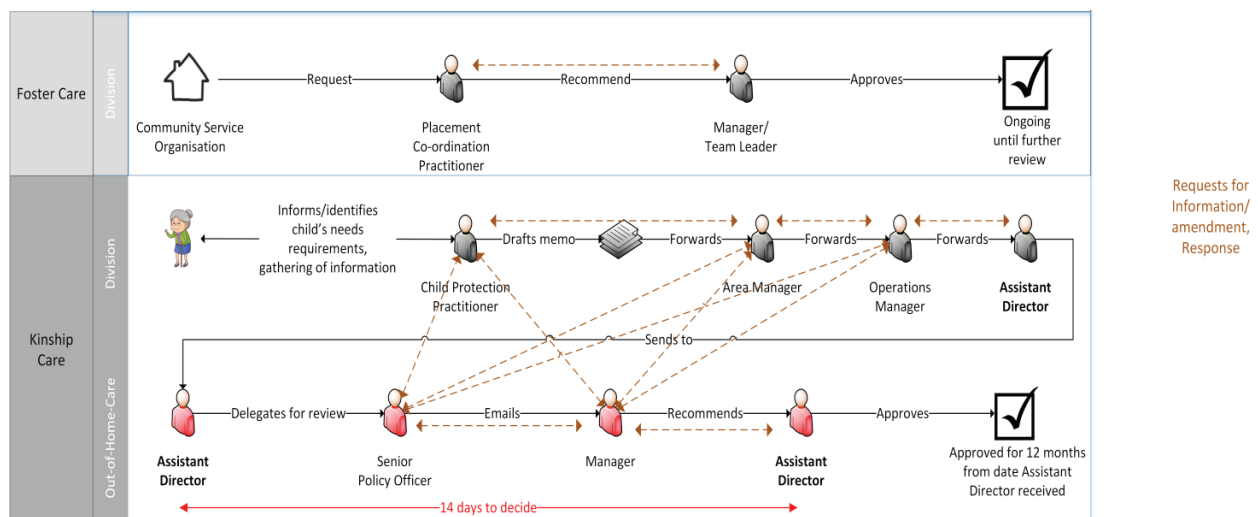 Foster Care
Division
Request
Recommend
Approves
Community Service
Organisation
Placement
Co-ordination
Practitioner
Manager/
Team Leader
Ongoing
until further
review
Requests for
Information/
amendment,
Response
Kinship
Care
Division
Informs/identifies
child's needs
requirements,
gathering of information
Drafts memo
Forwards
Forwards
Forwards
Child Protection
Practitioner
Area Manager
Operations
Manager
Assistant
Director
Sends to
Out-of-Home-Care
Delegates for review
Emails
Recommends
Approves
Assistant
Director
Senior
Policy Officer
Manager
Assistant
Director
Approved for 12 months
from date Assistant
Director received
14 days to decide